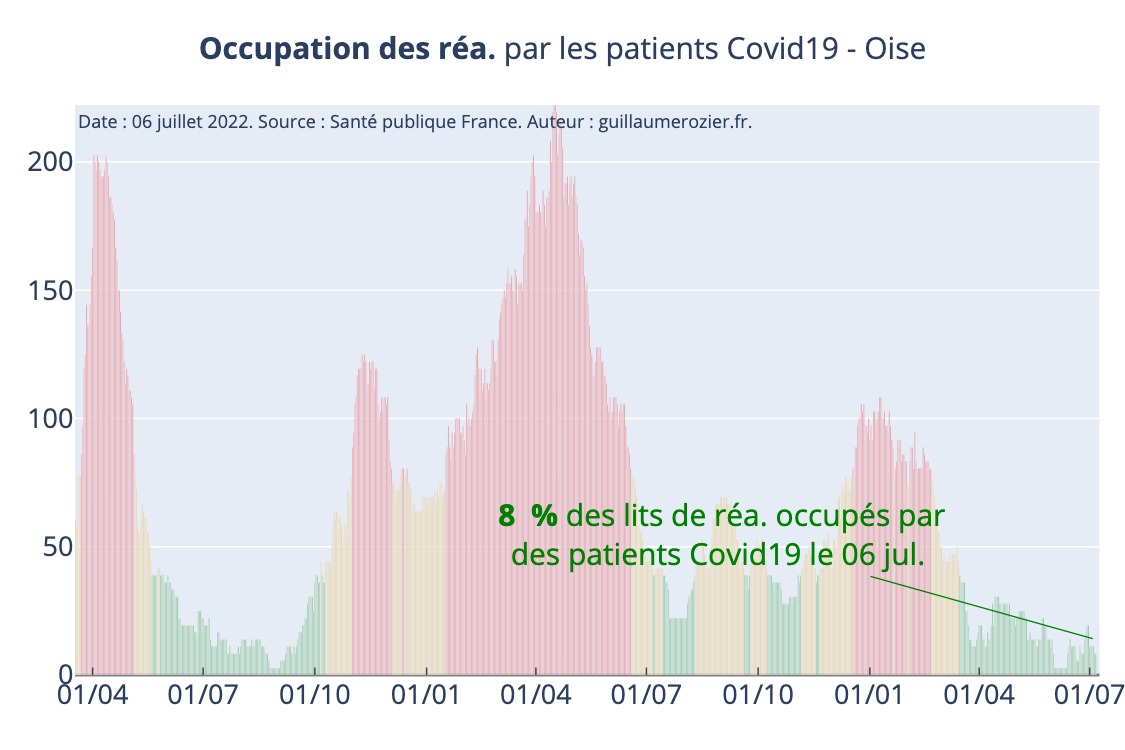 Occupation des réa. par les patients Covid19 - Oise
Date : 06 juillet 2022. Source : Santé publique France. Auteur : guillaumerozier.fr.
200
150
100
50
0
8 % des lits de réa. occupés par
des patients Covid19 le 06 jul.
01/04 01/07 01/10 01/01 01/04 01/07 01/10 01/01 01/04 01/07